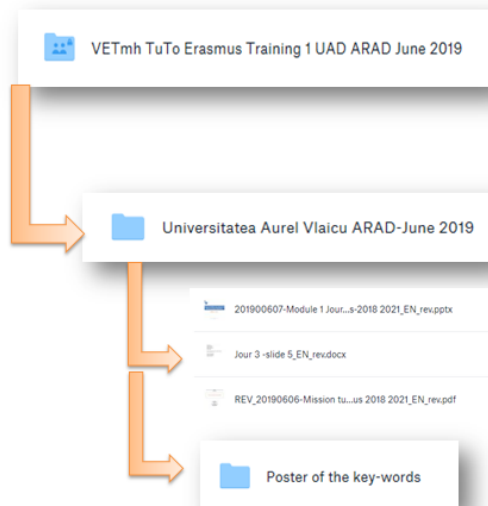 VETmh TuTo Erasmus Training 1 UAD ARAD June 2019
Universitatea Aurel Vlaicu ARAD-June 2019
201900607-Module 1 Jour...s-2018 2021_EN_rev.pptx
Jour 3 -slide 5_EN_rev.docx
REV_20190606-Mission tu...us 2018 2021_EN_rev.pdf
Poster of the key-words